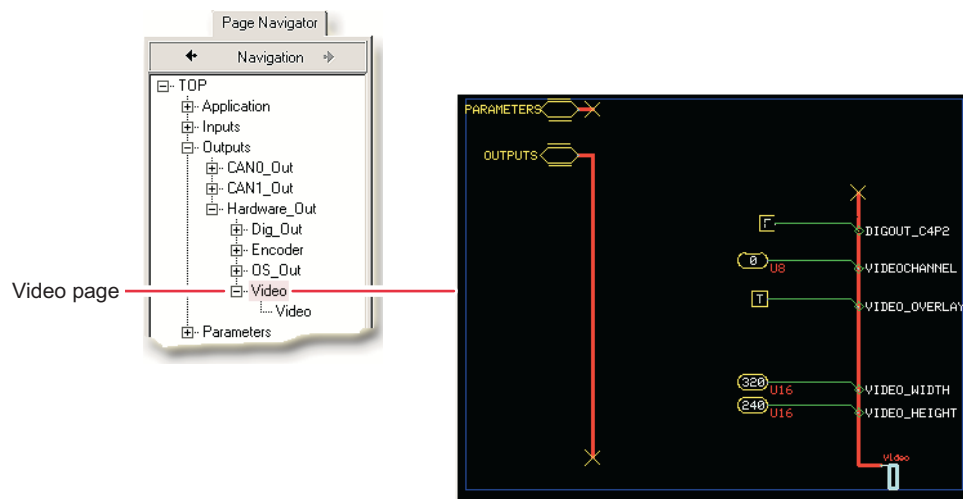 Page Navigator
Navigation
TOP
Application
Inputs
Outputs
CAN0_Out
CAN1_Out
Hardware_Out
Dig_Out
Encoder
OS_Out
Video
Video
Parameters
Video page
PARAMETERS
OUTPUTS
F
DIGOUT_C4P2
0
U8
VIDEOCHANNEL
T
VIDEO_OVERLAY
320
U16
VIDEO_WIDTH
240
U16
VIDEO_HEIGHT
Video